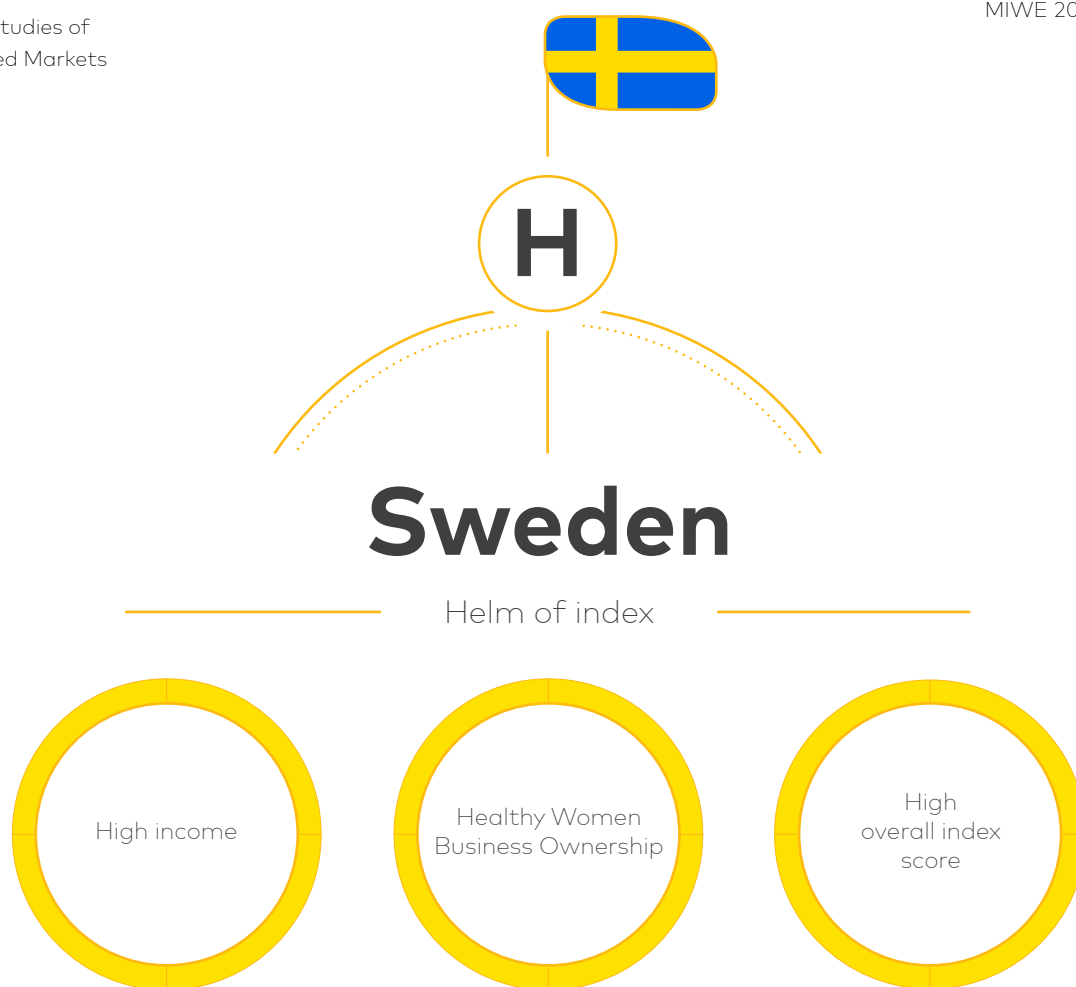 tudies of
MIWE 20
ed Markets
H
Sweden
Helm of index
High income
Healthy Women
Business Ownership
High
overall index
score